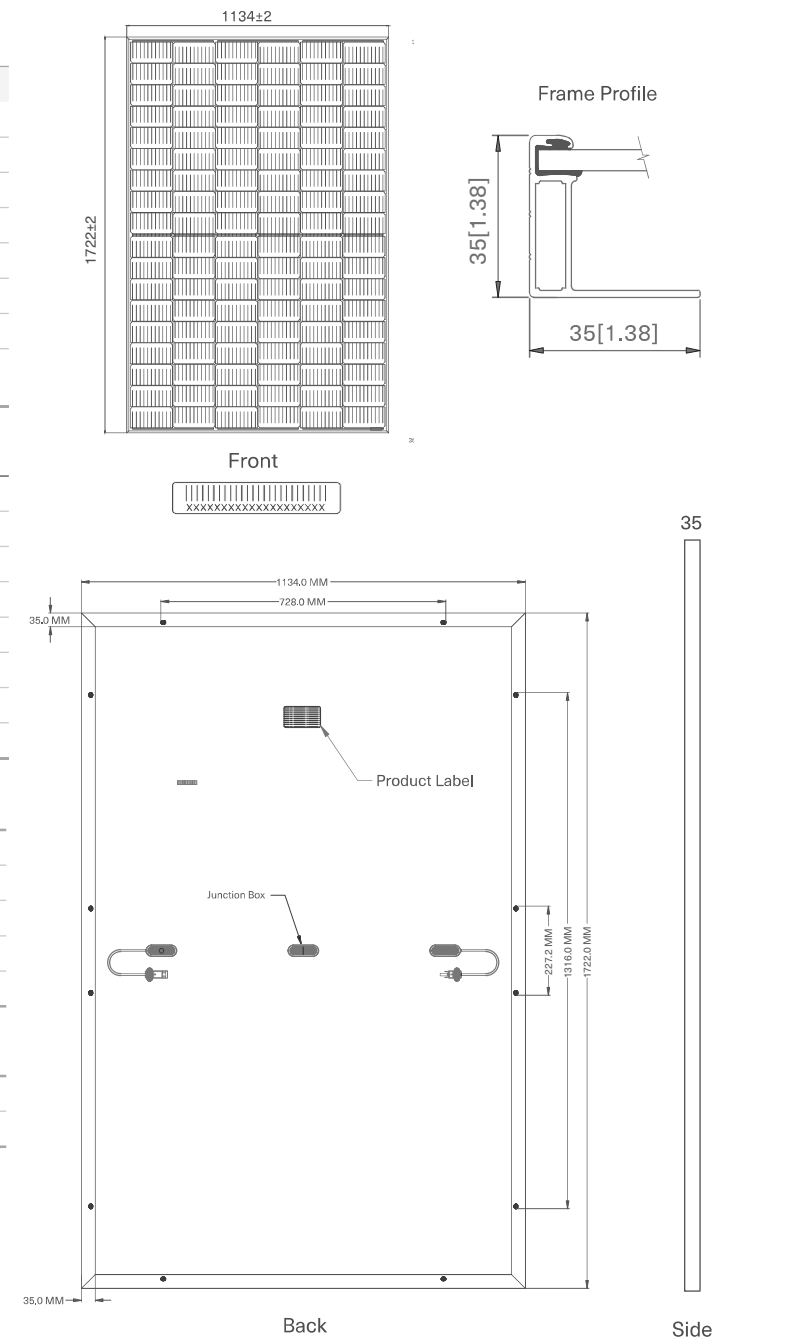 1134±2
1722±2
Front
XXXXXXXXXXXXXXXXXXX
Frame Profile
35[1.38]
35[1.38]
35
1134.0 MM
728.0 MM
35.0 MM
Product Label
Junction Box
227.2 MM
1316.0 MM
1722.0 MM
35.0 MM
Back
Side